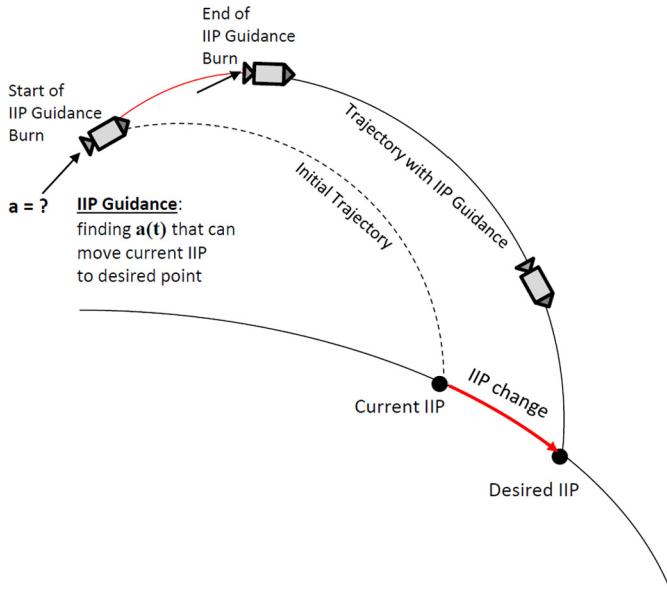 End of
IIP Guidance
Burn
Start of
IIP Guidance
Burn
a = ?
IIP Guidance:
finding a(t) that can
move current IIP
to desired point
Trajectory with IIP Guidance
Initial Trajectory
IIP change
Current IIP
Desired IIP